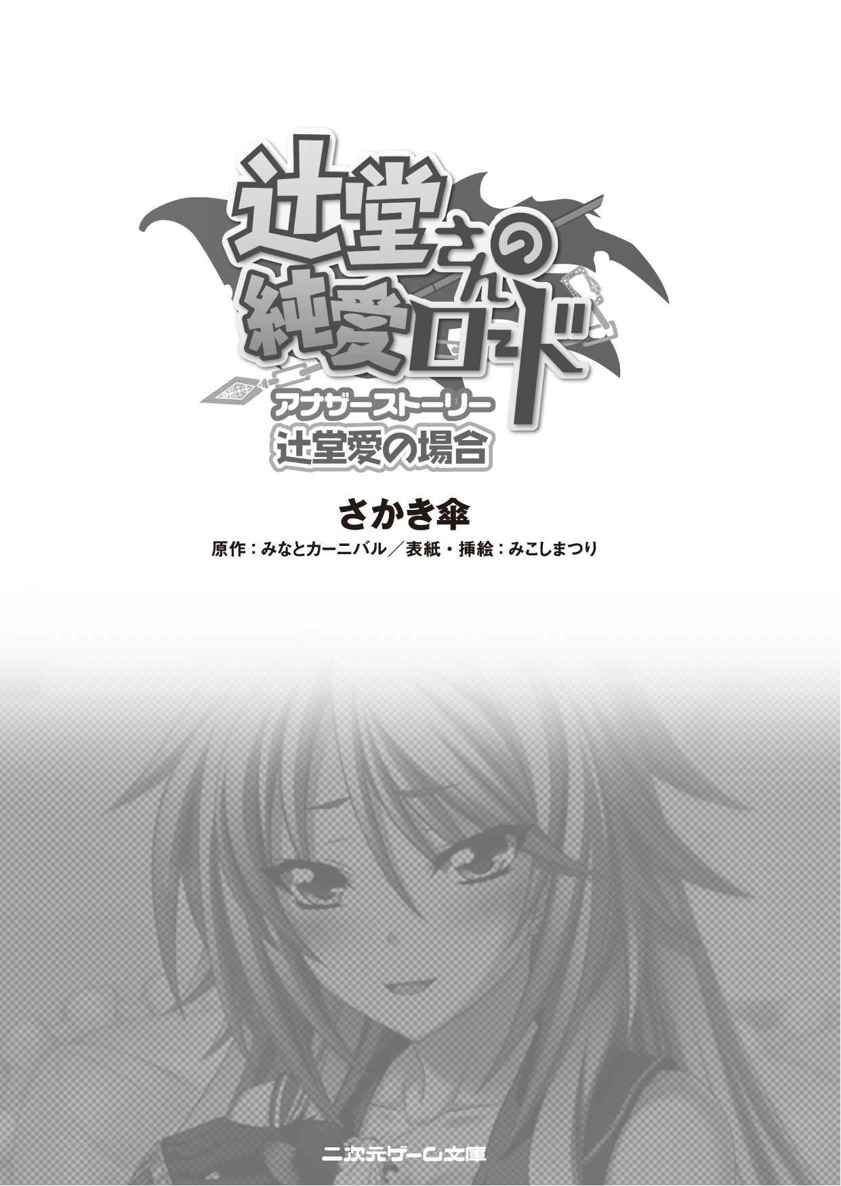 辻堂さんの
純愛ロード
アナザーストーリー
辻堂愛の場合
さかき傘
原作：みなとカーニバル／表紙・挿絵：みこしまつり
二次元ゲーム文庫